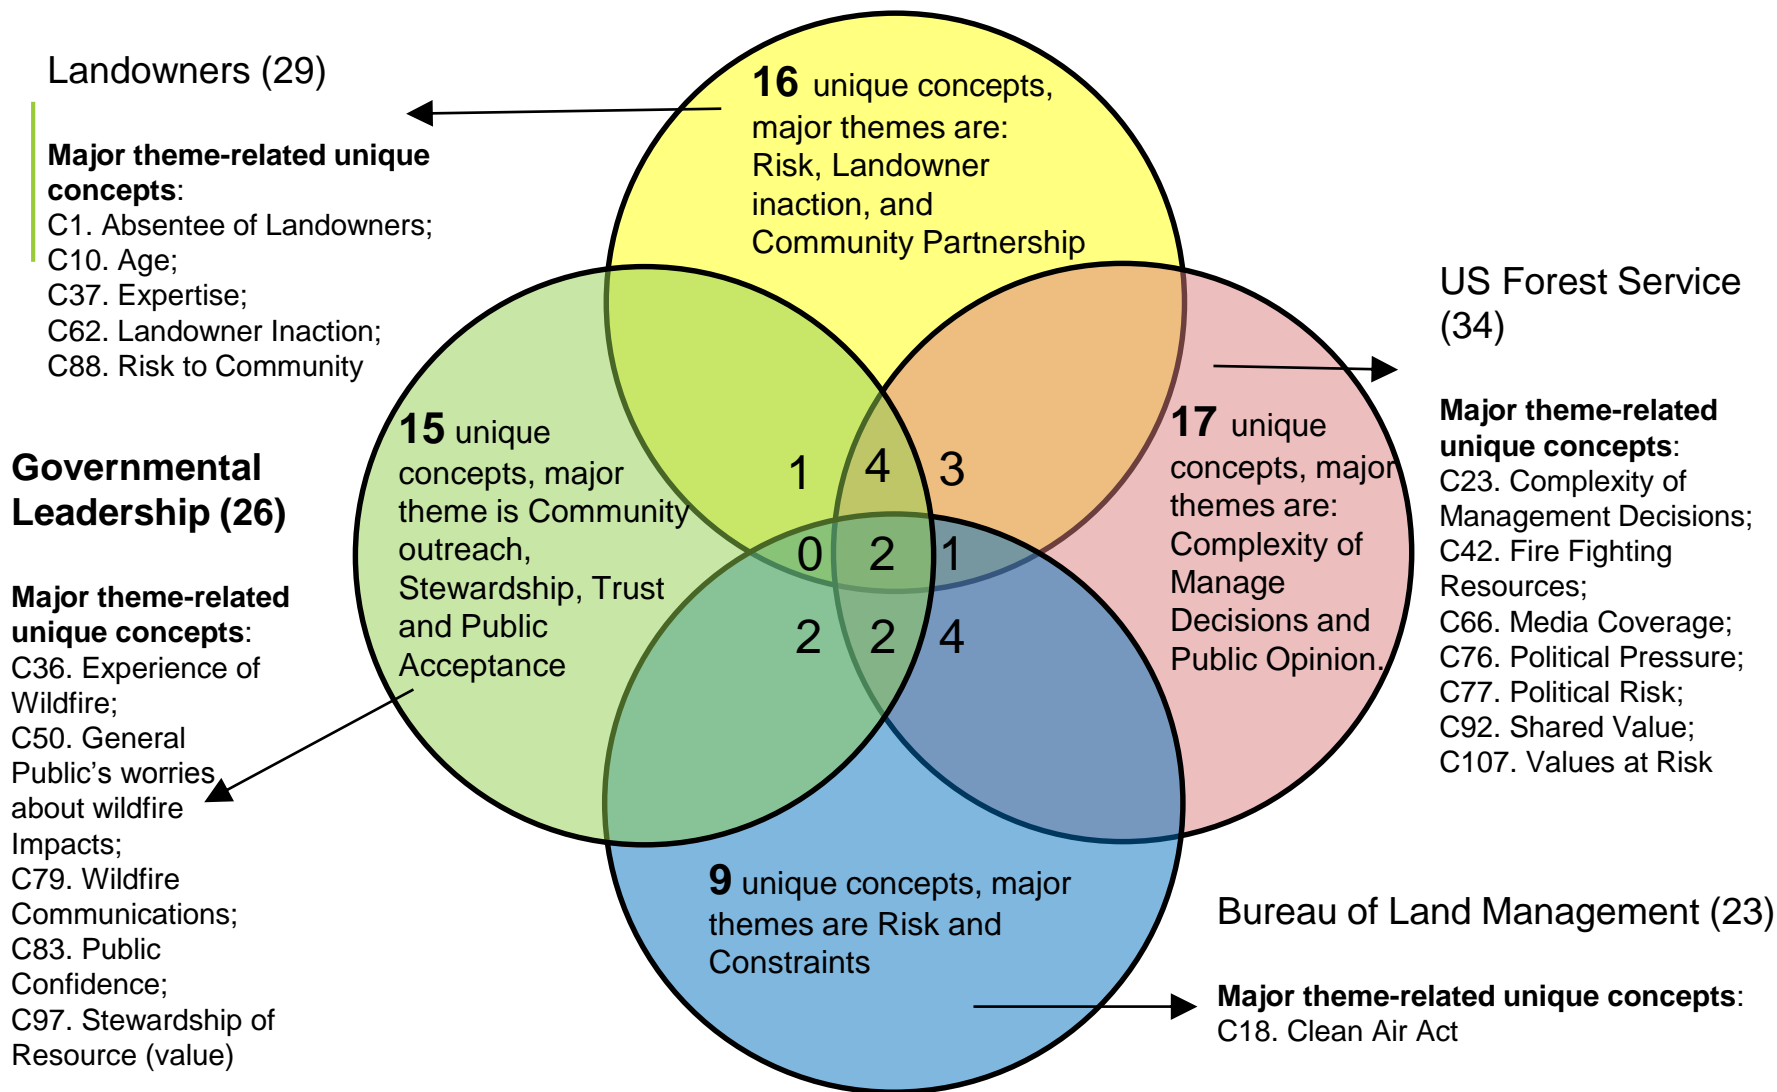 Landowners (29)
Major theme-related unique
concepts:
C1. Absentee of Landowners;
C10. Age;
C37. Expertise;
C62. Landowner Inaction;
C88. Risk to Community
16 unique concepts,
major themes are:
Risk, Landowner
inaction, and
Community Partnership
US Forest Service
(34)
Major theme-related
unique concepts:
C23. Complexity of
Management Decisions;
C42. Fire Fighting
Resources;
C66. Media Coverage;
C76. Political Pressure;
C77. Political Risk;
C92. Shared Value;
C107. Values at Risk
Governmental
Leadership (26)
Major theme-related
unique concepts:
C36. Experience of
Wildfire;
C50. General
Public’s worries
about wildfire
Impacts;
C79. Wildfire
Communications;
C83. Public
Confidence;
C97. Stewardship of
Resource (value)
15 unique
concepts, major
theme is Community
outreach,
Stewardship, Trust
and Public
Acceptance
1 4 3
0 2 1
2 2 4
17 unique
concepts, major
themes are:
Complexity of
Manage
Decisions and
Public Opinion.
9 unique concepts, major
themes are Risk and
Constraints
Bureau of Land Management (23)
Major theme-related unique concepts:
C18. Clean Air Act